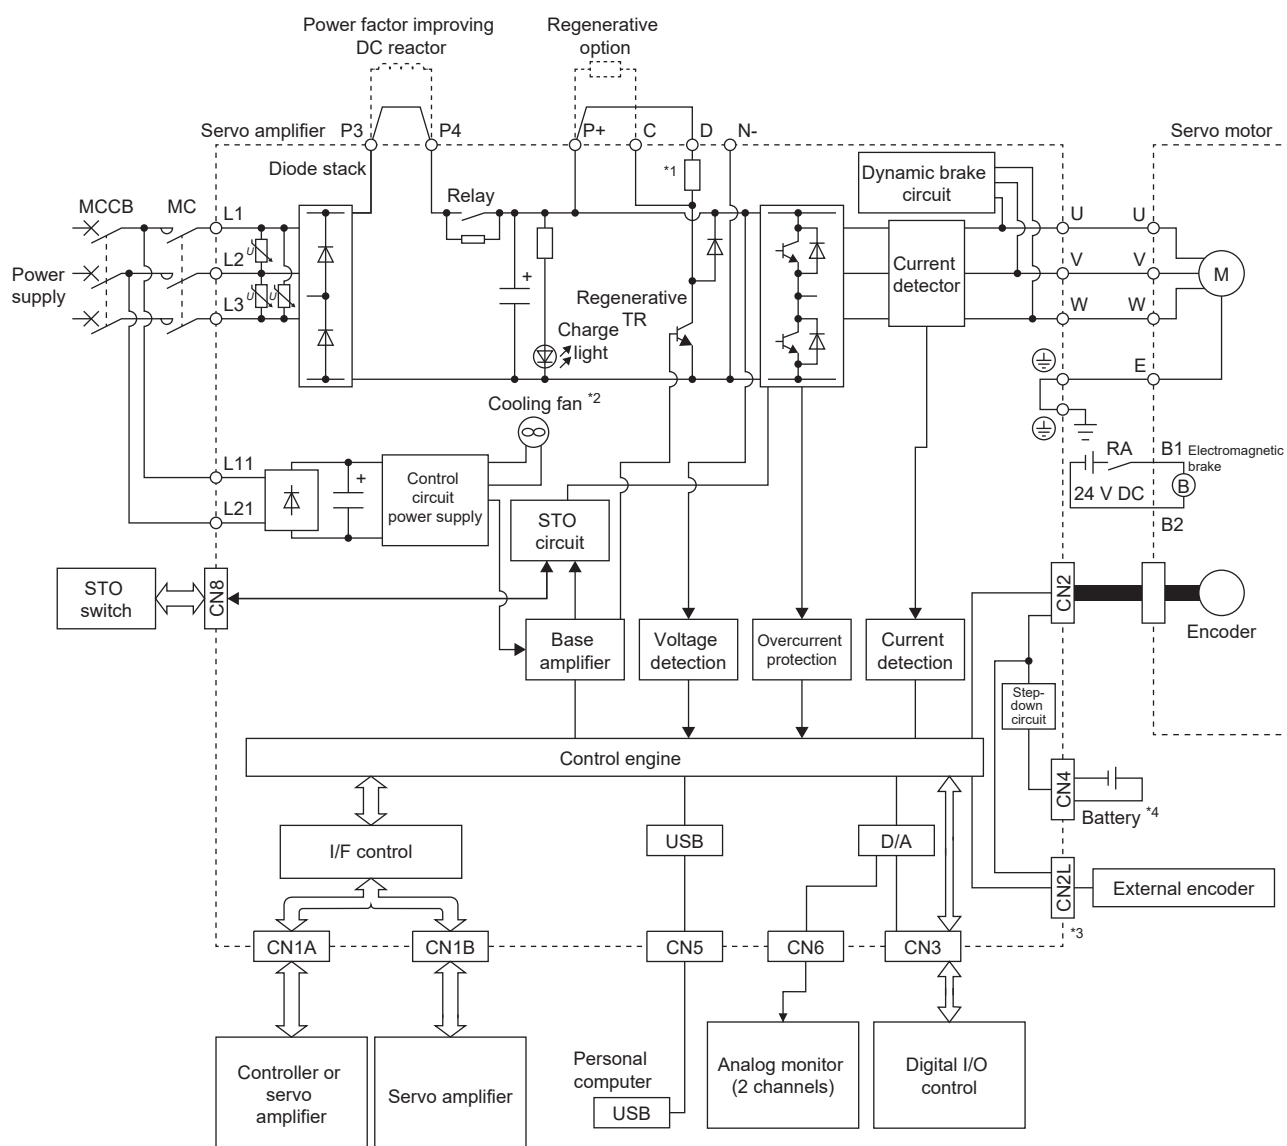 Power factor improving
DC reactor
Regenerative
option
Servo amplifier
P3
P4
P+
C
D
N-
Servo motor
Diode stack
*1
Dynamic brake
circuit
Relay
MCCB
MC
L1
U
U
L2
U
Current
detector
V
V
M
Power
supply
+
Regenerative
TR
L3
U
U
W
W
Charge
light
E
Cooling fan *2
RA
B1
Electromagnetic
brake
L11
+
Control
circuit
power supply
24 V DC
B
L21
STO
circuit
B2
STO
switch
CN8
CN2
Encoder
Base
amplifier
Voltage
detection
Overcurrent
protection
Current
detection
Step-
down
circuit
Control engine
CN4
Battery *4
I/F control
USB
D/A
CN2L
External encoder
*3
CN1A
CN1B
CN5
CN6
CN3
Controller or
servo
amplifier
Servo amplifier
Personal
computer
USB
Analog monitor
(2 channels)
Digital I/O
control